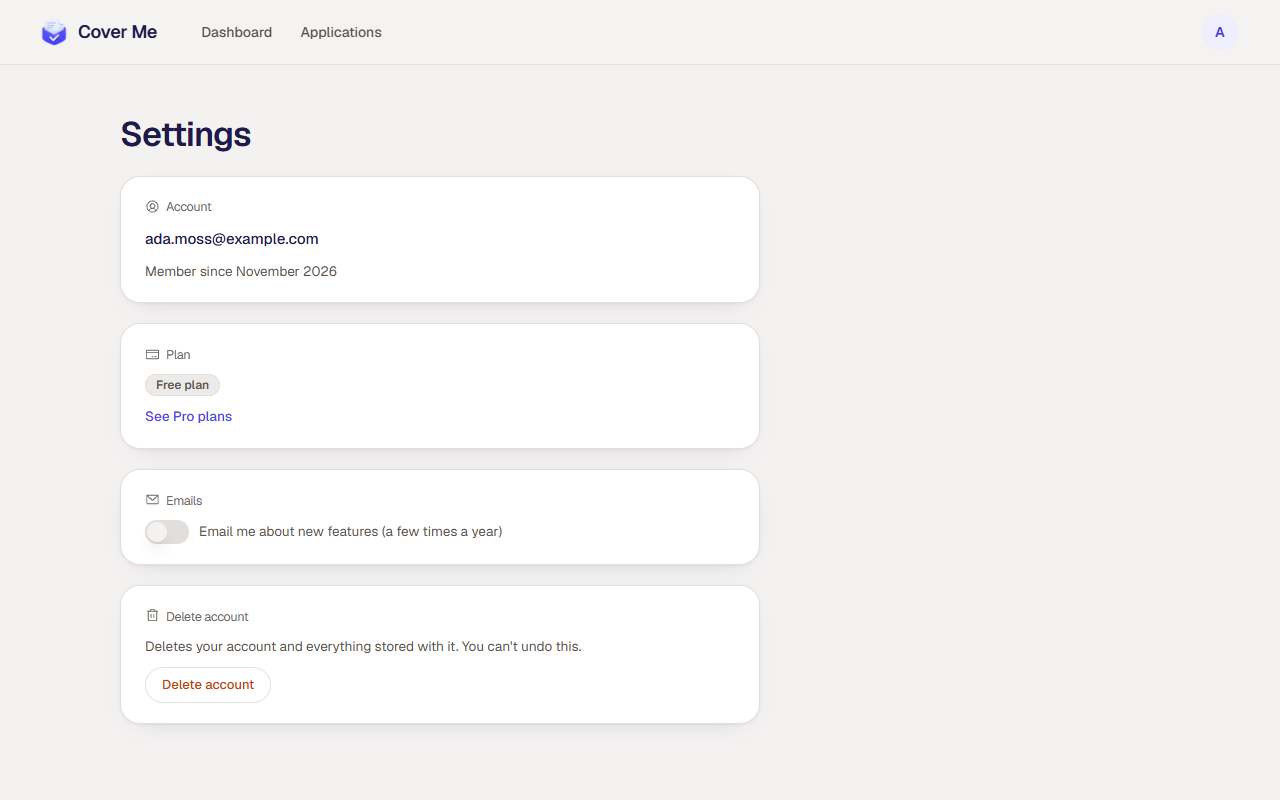 Cover Me
Dashboard
Applications
A
Settings
Account
ada.moss@example.com
Member since November 2026
Plan
Free plan
See Pro plans
Emails
Email me about new features (a few times a year)
Delete account
Deletes your account and everything stored with it. You can't undo this.
Delete account